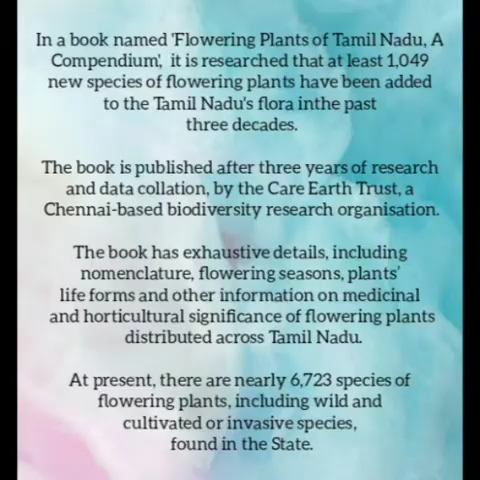 In a book named 'Flowering Plants of Tamil Nadu, A
Compendium', it is researched that at least 1,049
new species of flowering plants have been added
to the Tamil Nadu's flora inthe past
three decades.
The book is published after three years of research
and data collation, by the Care Earth Trust, a
Chennai-based biodiversity research organisation.
The book has exhaustive details, including
nomenclature, flowering seasons, plants'
life forms and other information on medicinal
and horticultural significance of flowering plants
distributed across Tamil Nadu.
At present, there are nearly 6,723 species of
flowering plants, including wild and
cultivated or invasive species,
found in the State.